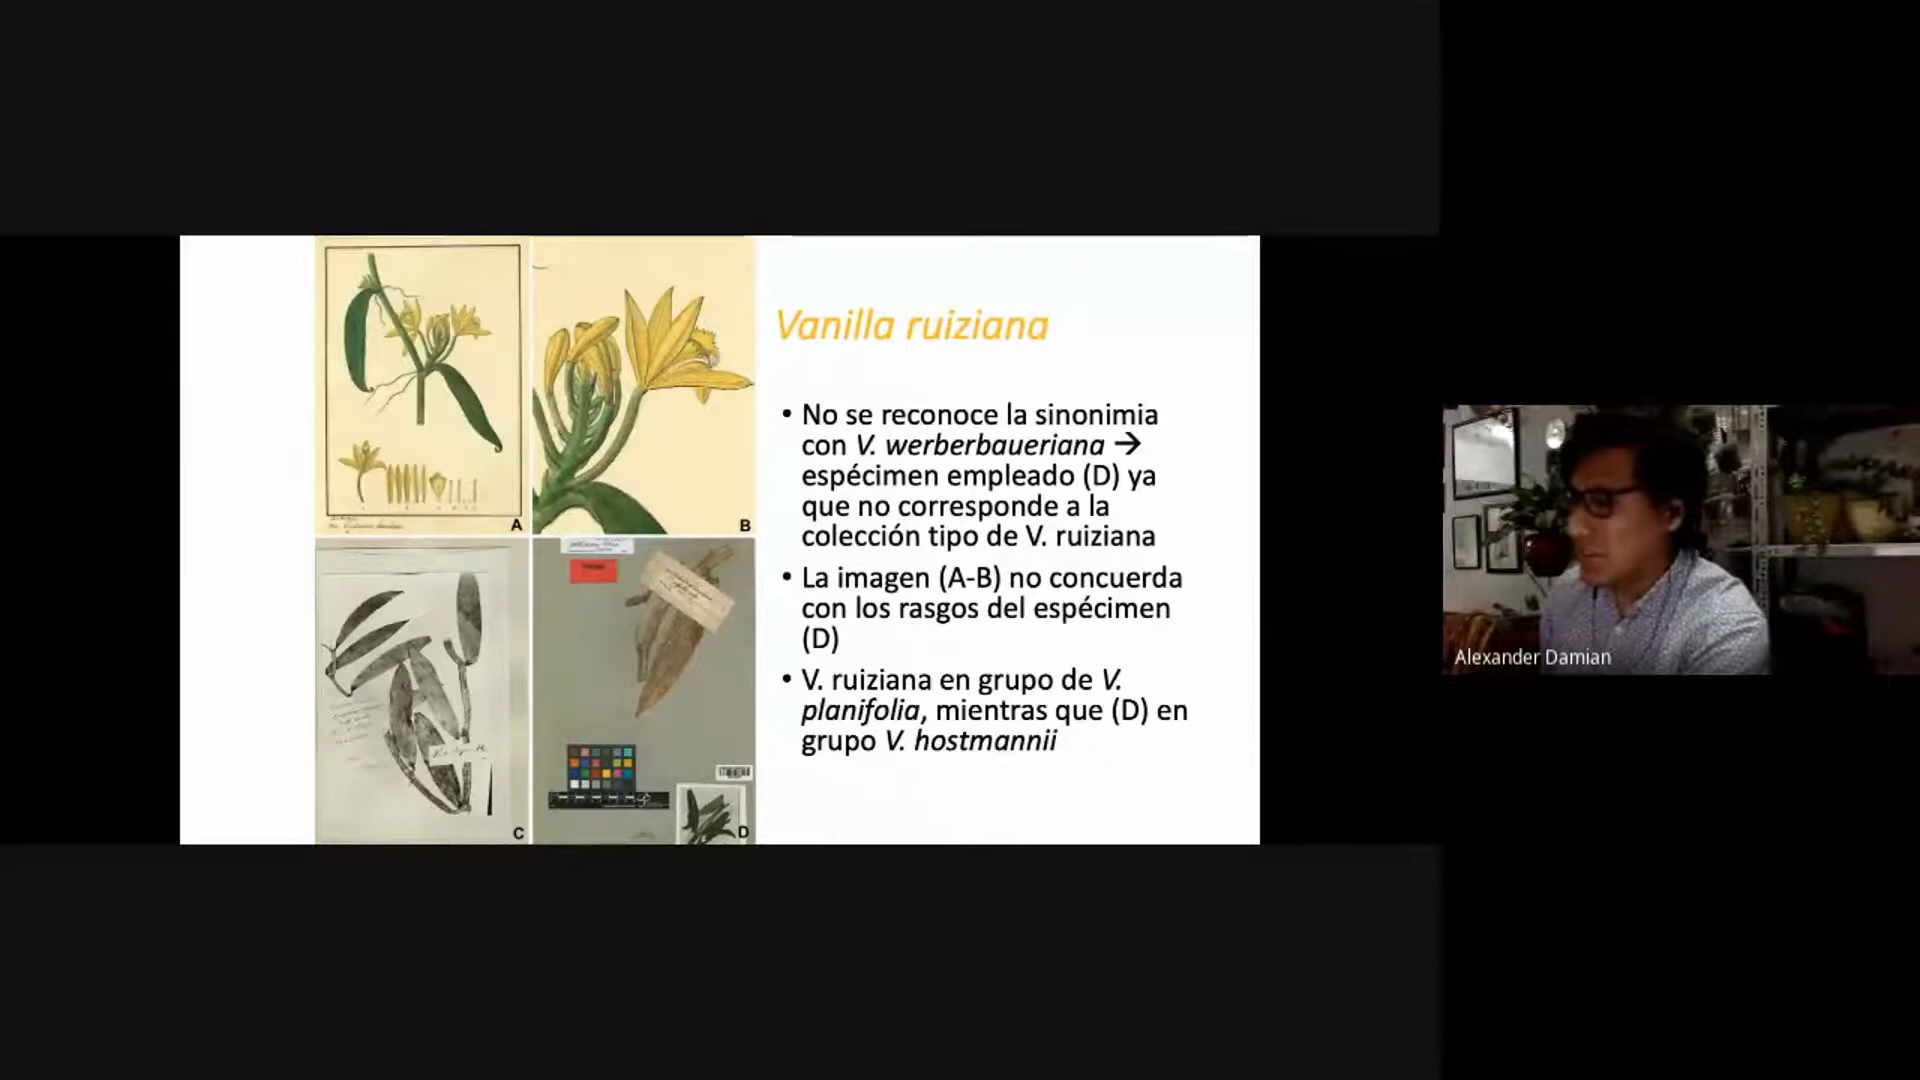 Vanilla ruiziana
• No se reconoce la sinonimia
con V. werberbaueriana →
espécimen empleado (D) ya
que no corresponde a la
colección tipo de V. ruiziana
• La imagen (A-B) no concuerda
con los rasgos del espécimen
(D)
• V. ruiziana en grupo de V.
planifolia, mientras que (D) en
grupo V. hostmannii
A
B
C
D
Alexander Damian